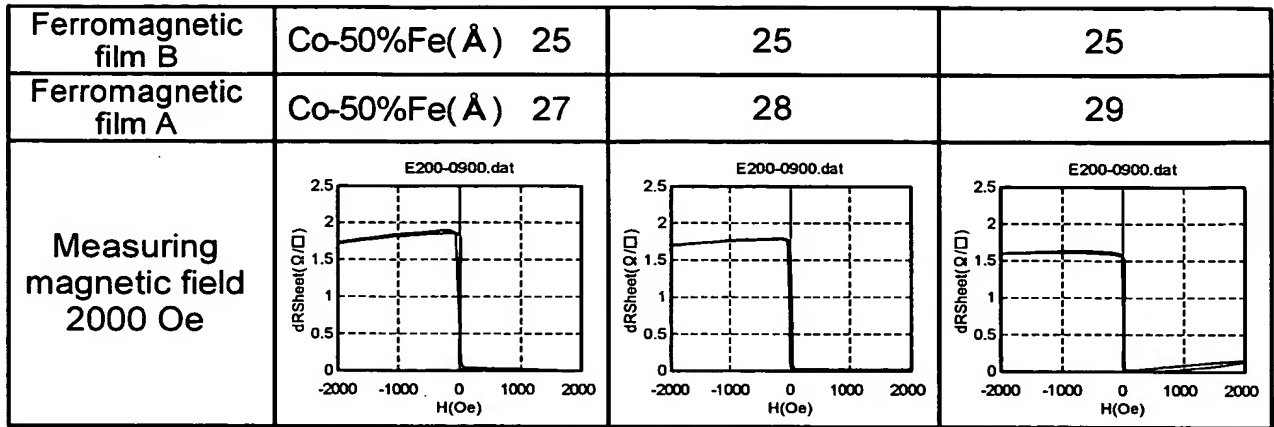 Ferromagnetic
film B
Co-50%Fe(Å) 25
25
25
Ferromagnetic
film A
Co-50%Fe(Å) 27
28
29
Measuring
magnetic field
2000 Oe
E200-0900.dat
2.5
2
1.5
1
0.5
0
dRSheet(Ω/□)
-2000 -1000 0 1000 2000
H(Oe)
E200-0900.dat
2.5
2
1.5
1
0.5
0
dRSheet(Ω/□)
-2000 -1000 0 1000 2000
H(Oe)
E200-0900.dat
2.5
2
1.5
1
0.5
0
dRSheet(Ω/□)
-2000 -1000 0 1000 2000
H(Oe)